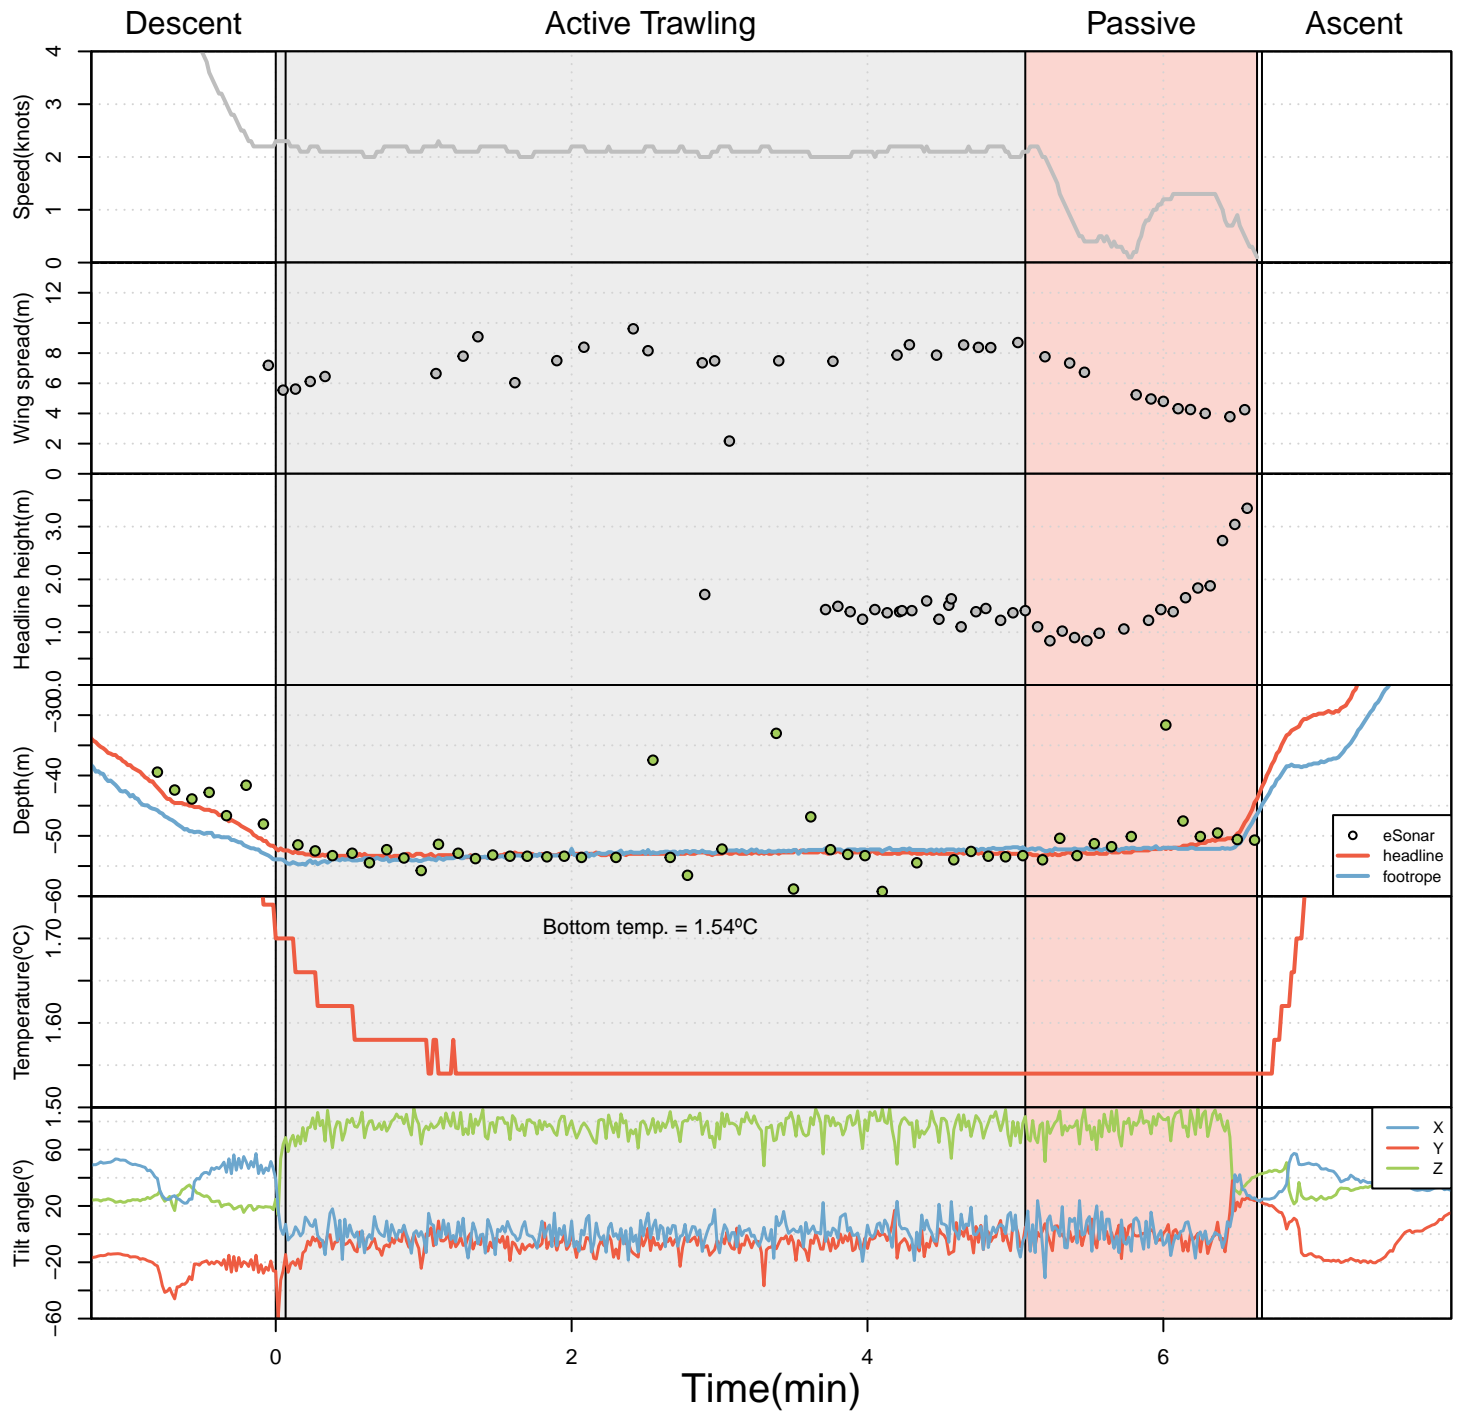 Descent Active Trawling Passive Ascent
Speed(knots)
4
3
2
1
0
Wing spread(m)
12
8
6
4
2
0
Headline height(m)
3.0
2.0
1.0
0.0
Depth(m)
−30
−40
−50
−60
eSonar
headline
footrope
Temperature(ºC)
1.70
1.60
1.50
Bottom temp. = 1.54ºC
Tilt angle(º)
60
20
−20
−60
X
Y
Z
0 2 4 6
Time(min)